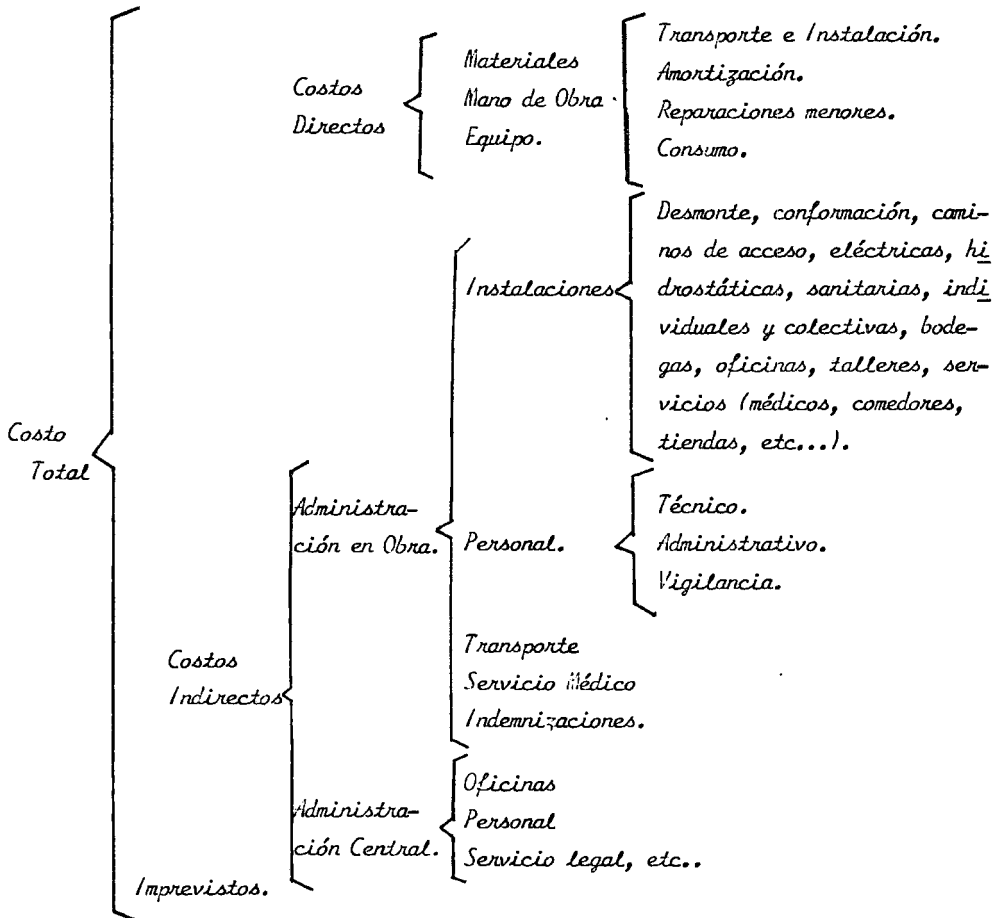 Costo
Total
Costos
Directos
Materiales
Mano de Obra
Equipo.
Transporte e Instalación.
Amortización.
Reparaciones menores.
Consumo.
Costos
Indirectos
Administra-
ción en Obra.
Instalaciones
Desmonte, conformación, cami-
nos de acceso, eléctricas, hi
drostáticas, sanitarias, indi
viduales y colectivas, bode-
gas, oficinas, talleres, ser-
vicios (médicos, comedores,
tiendas, etc...).
Personal.
Técnico.
Administrativo.
Vigilancia.
Transporte
Servicio Médico
Indemnizaciones.
Administra-
ción Central.
Oficinas
Personal
Servicio legal, etc..
Imprevistos.